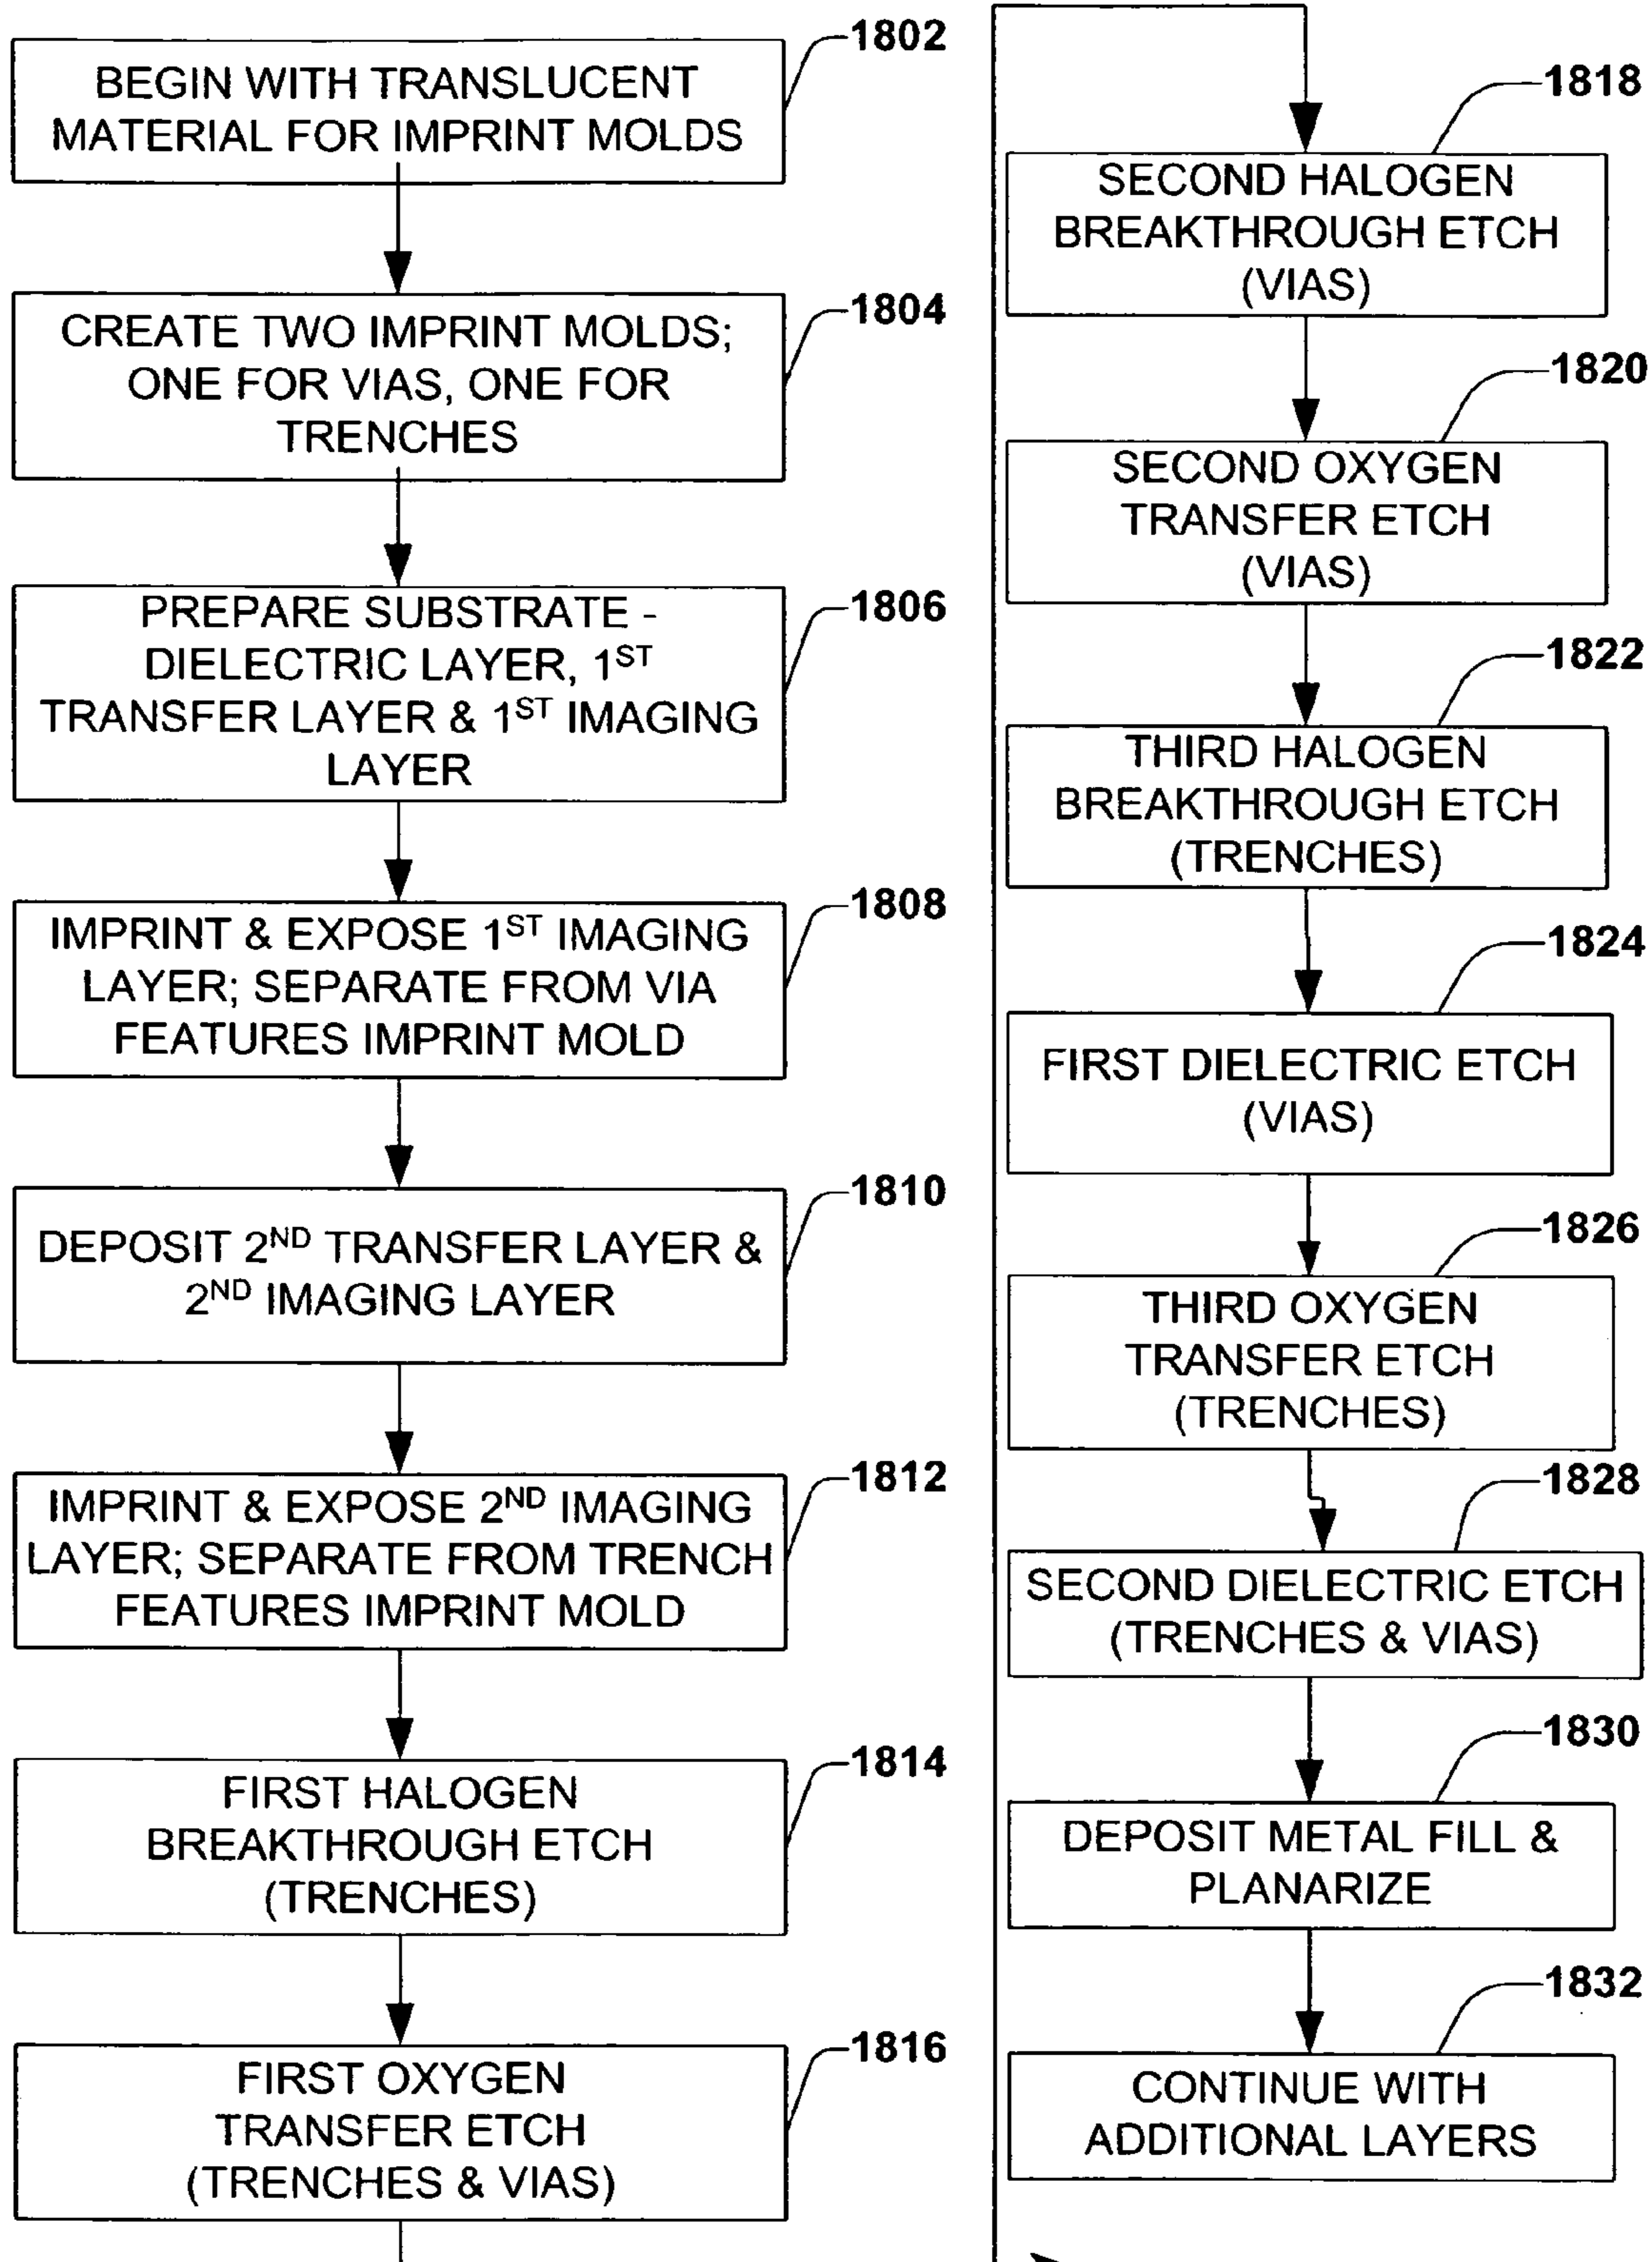 1802
BEGIN WITH TRANSLUCENT
MATERIAL FOR IMPRINT MOLDS
1804
CREATE TWO IMPRINT MOLDS;
ONE FOR VIAS, ONE FOR
TRENCHES
1806
PREPARE SUBSTRATE -
DIELECTRIC LAYER, 1ST
TRANSFER LAYER & 1ST IMAGING
LAYER
1808
IMPRINT & EXPOSE 1ST IMAGING
LAYER; SEPARATE FROM VIA
FEATURES IMPRINT MOLD
1810
DEPOSIT 2ND TRANSFER LAYER &
2ND IMAGING LAYER
1812
IMPRINT & EXPOSE 2ND IMAGING
LAYER; SEPARATE FROM TRENCH
FEATURES IMPRINT MOLD
1814
FIRST HALOGEN
BREAKTHROUGH ETCH
(TRENCHES)
1816
FIRST OXYGEN
TRANSFER ETCH
(TRENCHES & VIAS)
1818
SECOND HALOGEN
BREAKTHROUGH ETCH
(VIAS)
1820
SECOND OXYGEN
TRANSFER ETCH
(VIAS)
1822
THIRD HALOGEN
BREAKTHROUGH ETCH
(TRENCHES)
1824
FIRST DIELECTRIC ETCH
(VIAS)
1826
THIRD OXYGEN
TRANSFER ETCH
(TRENCHES)
1828
SECOND DIELECTRIC ETCH
(TRENCHES & VIAS)
1830
DEPOSIT METAL FILL &
PLANARIZE
1832
CONTINUE WITH
ADDITIONAL LAYERS